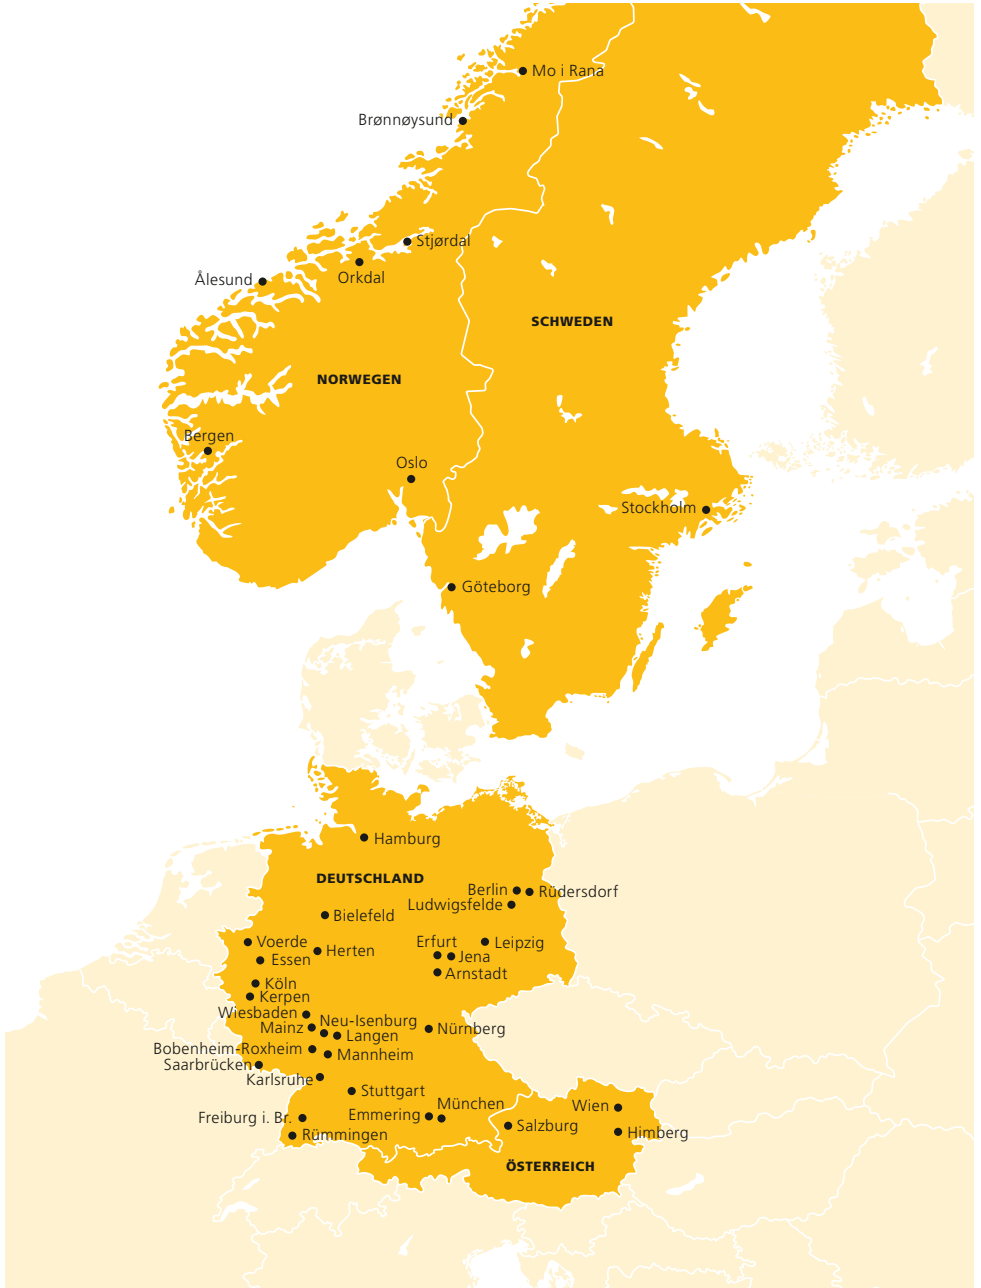 Mo i Rana
Brønnøysund
Stjørdal
Orkdal
Ålesund
SCHWEDEN
NORWEGEN
Bergen
Oslo
Stockholm
Göteborg
Hamburg
DEUTSCHLAND
Berlin
Rüdersdorf
Ludwigsfelde
Bielefeld
Voerde
Herten
Erfurt
Leipzig
Essen
Jena
Arnstadt
Köln
Kerpen
Wiesbaden
Neu-Isenburg
Mainz
Langen
Nürnberg
Bobenheim-Roxheim
Mannheim
Saarbrücken
Karlsruhe
Stuttgart
München
Emmering
Freiburg i. Br.
Rümmingen
Wien
Salzburg
Himberg
ÖSTERREICH